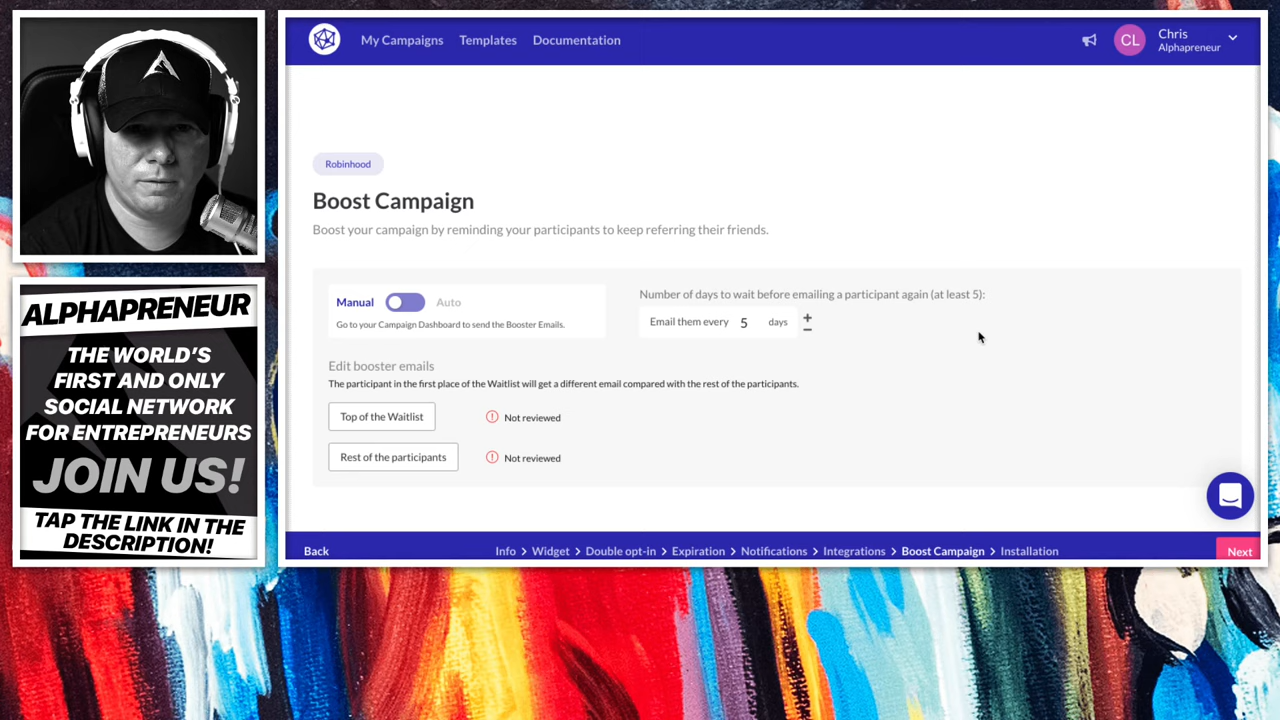 My Campaigns Templates Documentation
CL
Chris
Alphapreneur
Robinhood
Boost Campaign
Boost your campaign by reminding your participants to keep referring their friends.
Manual Auto
Go to your Campaign Dashboard to send the Booster Emails.
Number of days to wait before emailing a participant again (at least 5):
Email them every 5 days + −
Edit booster emails
The participant in the first place of the Waitlist will get a different email compared with the rest of the participants.
Top of the Waitlist ! Not reviewed
Rest of the participants ! Not reviewed
Back Info > Widget > Double opt-in > Expiration > Notifications > Integrations > Boost Campaign > Installation Next
ALPHAPRENEUR
THE WORLD'S
FIRST AND ONLY
SOCIAL NETWORK
FOR ENTREPRENEURS
JOIN US!
TAP THE LINK IN THE
DESCRIPTION!